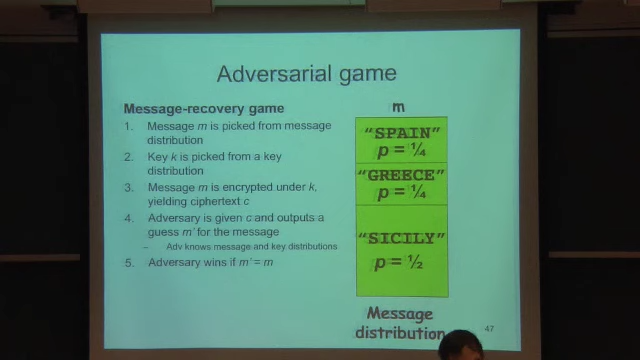 Adversarial game
Message-recovery game
1. Message m is picked from message
distribution
2. Key k is picked from a key
distribution
3. Message m is encrypted under k,
yielding ciphertext c
4. Adversary is given c and outputs a
guess m' for the message
– Adv knows message and key distributions
5. Adversary wins if m' = m
m
"SPAIN"
p = ¼
"GREECE"
p = ¼
"SICILY"
p = ½
Message
distribution
47